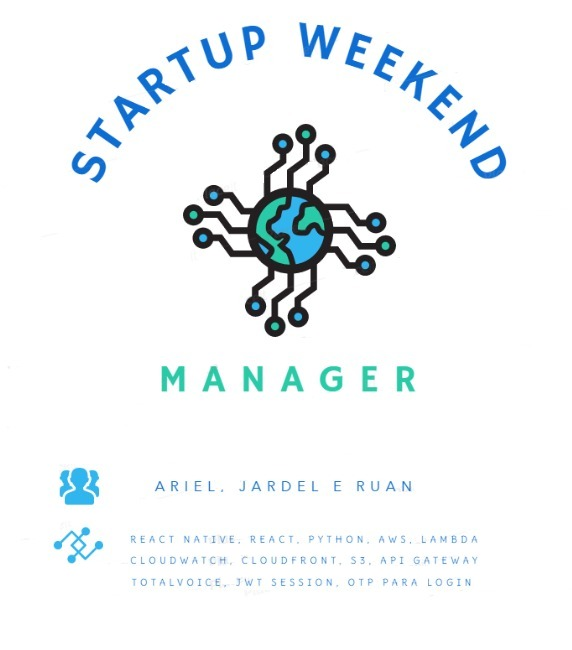 STARTUP WEEKEND
MANAGER
ARIEL, JARDEL E RUAN
REACT NATIVE, REACT, PYTHON, AWS, LAMBDA
CLOUDWATCH, CLOUDFRONT, S3, API GATEWAY
TOTALVOICE, JWT SESSION, OTP PARA LOGIN